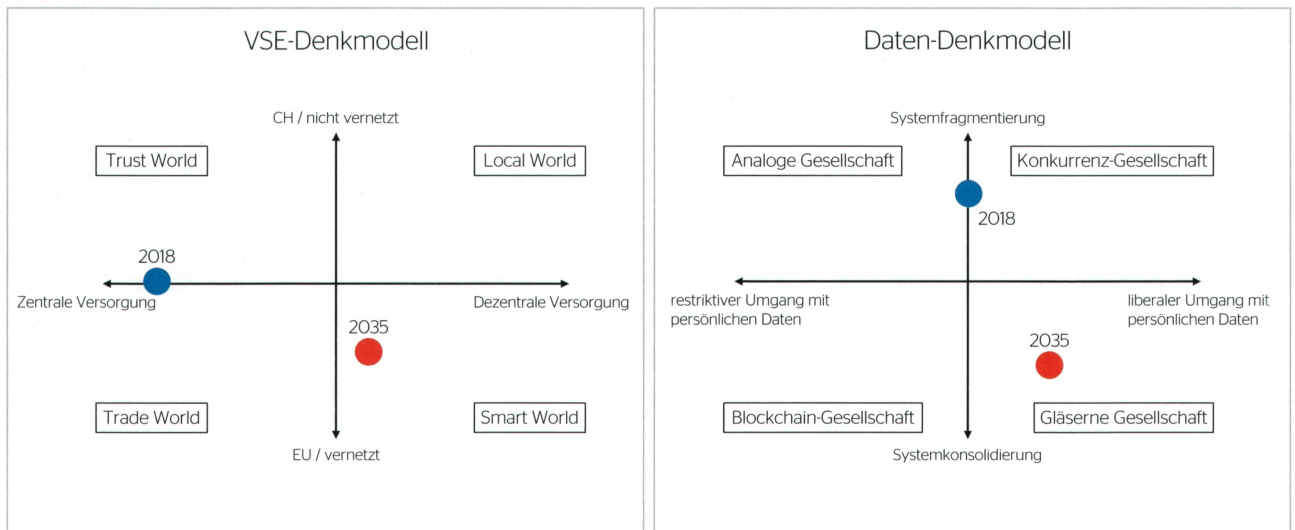 VSE-Denkmodell
CH / nicht vernetzt
Trust World
Local World
2018
Zentrale Versorgung
Dezentrale Versorgung
2035
Trade World
Smart World
EU / vernetzt
Daten-Denkmodell
Systemfragmentierung
Analoge Gesellschaft
Konkurrenz-Gesellschaft
2018
restriktiver Umgang mit
persönlichen Daten
liberaler Umgang mit
persönlichen Daten
2035
Blockchain-Gesellschaft
Gläserne Gesellschaft
Systemkonsolidierung